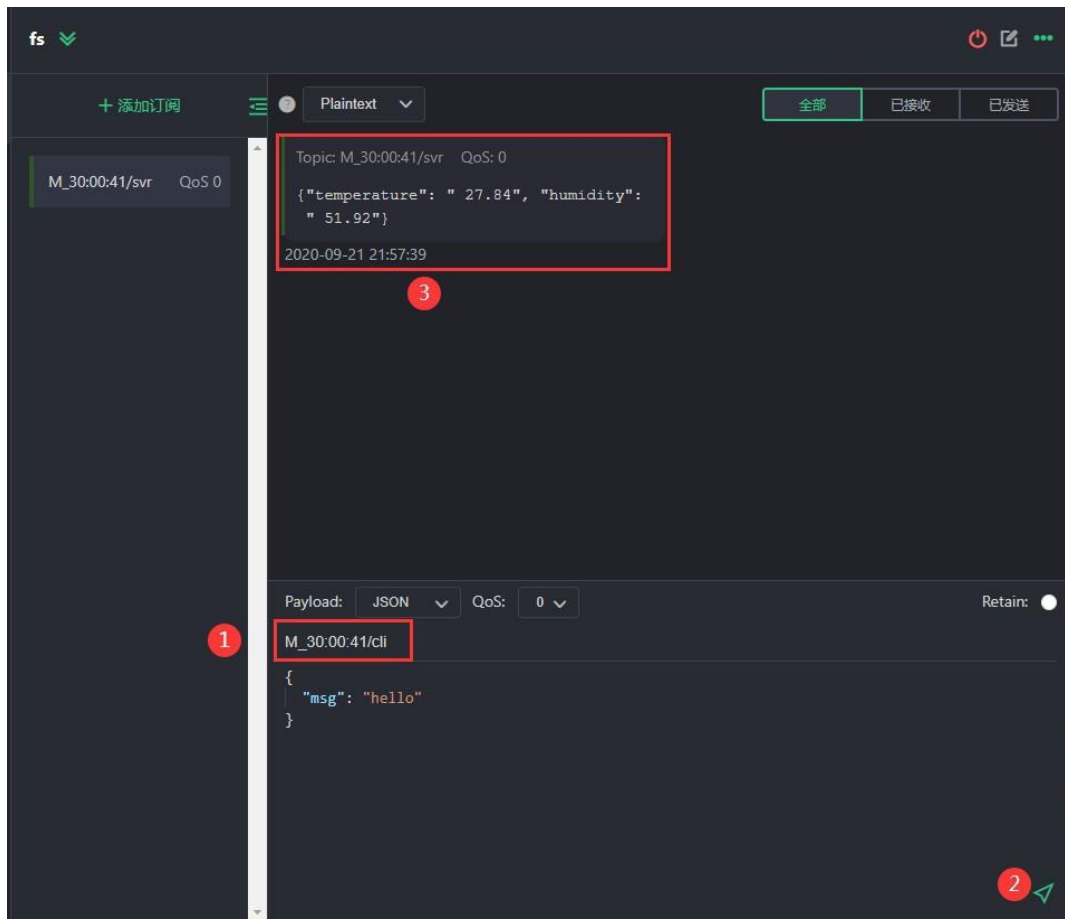 fs
添加订阅
Plaintext
全部
已接收
已发送
M_30:00:41/svr QoS 0
Topic: M_30:00:41/svr QoS: 0
{"temperature": " 27.84", "humidity":
" 51.92"}
2020-09-21 21:57:39
3
Payload: JSON QoS: 0
Retain:
1
M_30:00:41/cli
{
"msg": "hello"
}
2